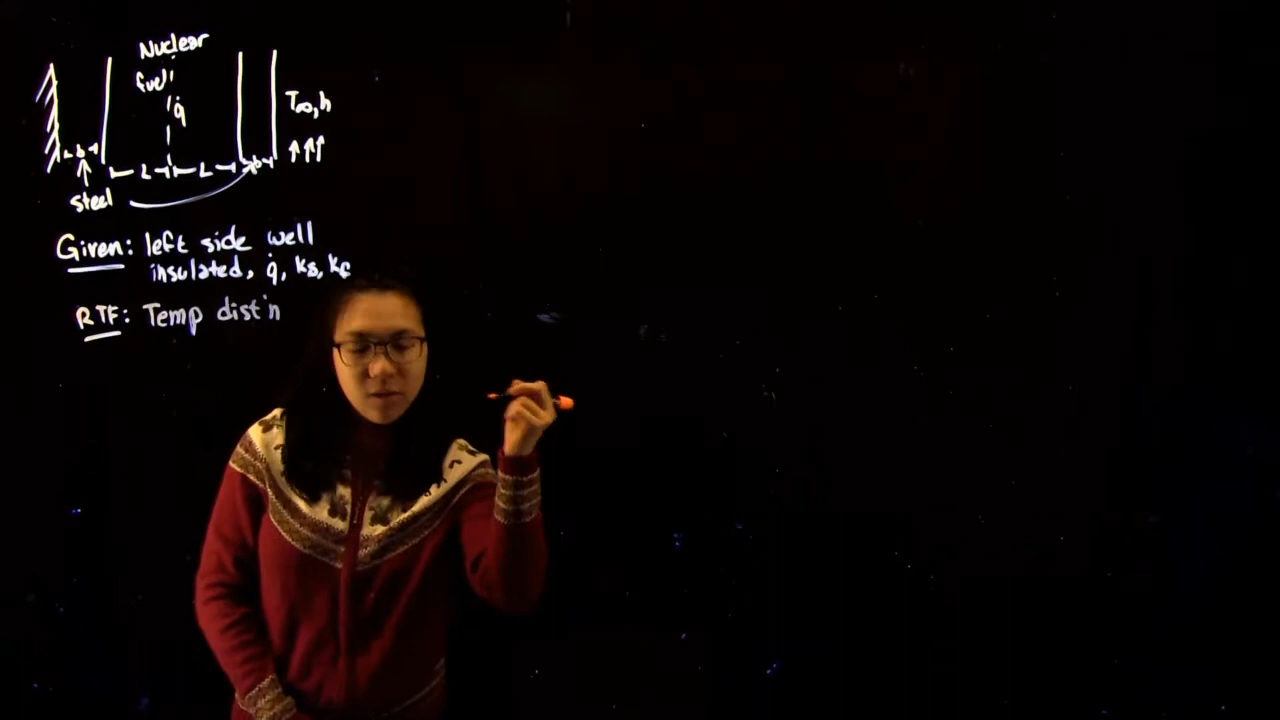 Nuclear
fuel
q̇
T∞, h
b
L
L
b
steel
Given: left side well
insulated, q̇, ks, kf
RTF: Temp dist'n